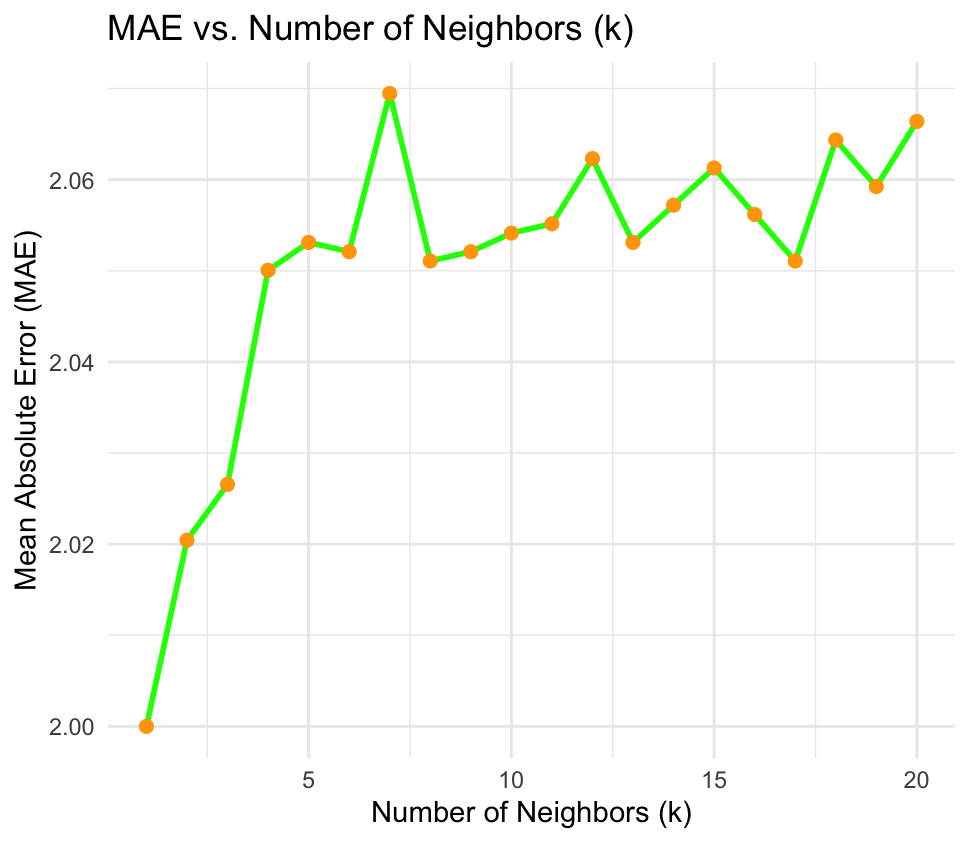 MAE vs. Number of Neighbors (k)
Mean Absolute Error (MAE)
2.06
2.04
2.02
2.00
5 10 15 20
Number of Neighbors (k)